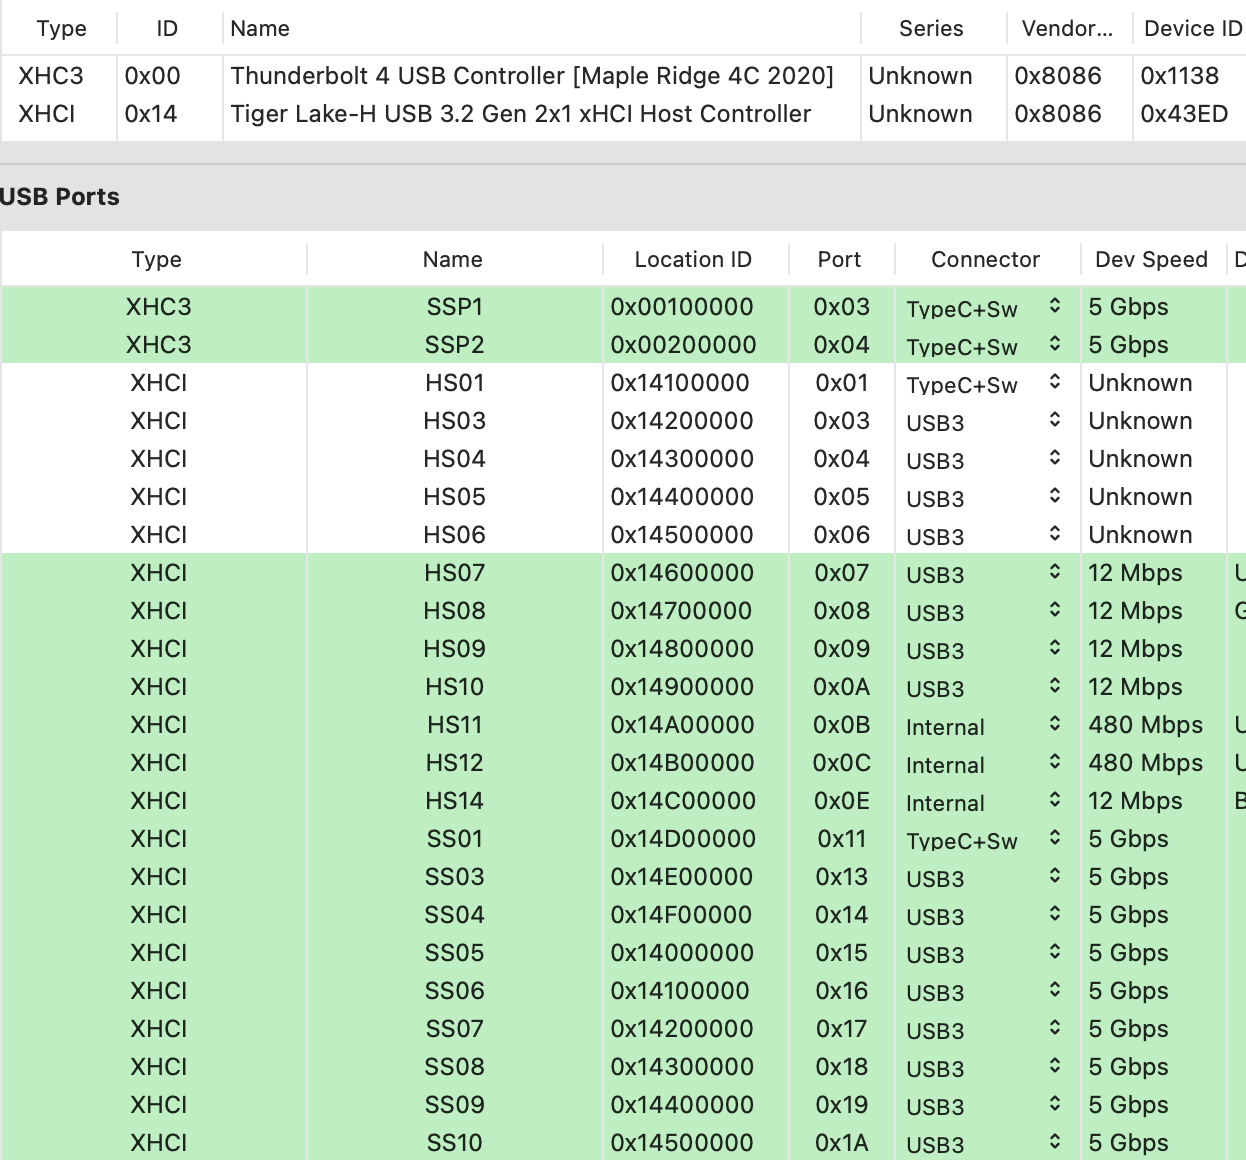 Type ID Name Series Vendor... Device ID
XHC3 0x00 Thunderbolt 4 USB Controller [Maple Ridge 4C 2020] Unknown 0x8086 0x1138
XHCI 0x14 Tiger Lake-H USB 3.2 Gen 2x1 xHCI Host Controller Unknown 0x8086 0x43ED
USB Ports
Type Name Location ID Port Connector Dev Speed D
XHC3 SSP1 0x00100000 0x03 TypeC+Sw 5 Gbps
XHC3 SSP2 0x00200000 0x04 TypeC+Sw 5 Gbps
XHCI HS01 0x14100000 0x01 TypeC+Sw Unknown
XHCI HS03 0x14200000 0x03 USB3 Unknown
XHCI HS04 0x14300000 0x04 USB3 Unknown
XHCI HS05 0x14400000 0x05 USB3 Unknown
XHCI HS06 0x14500000 0x06 USB3 Unknown
XHCI HS07 0x14600000 0x07 USB3 12 Mbps U
XHCI HS08 0x14700000 0x08 USB3 12 Mbps G
XHCI HS09 0x14800000 0x09 USB3 12 Mbps
XHCI HS10 0x14900000 0x0A USB3 12 Mbps
XHCI HS11 0x14A00000 0x0B Internal 480 Mbps U
XHCI HS12 0x14B00000 0x0C Internal 480 Mbps U
XHCI HS14 0x14C00000 0x0E Internal 12 Mbps B
XHCI SS01 0x14D00000 0x11 TypeC+Sw 5 Gbps
XHCI SS03 0x14E00000 0x13 USB3 5 Gbps
XHCI SS04 0x14F00000 0x14 USB3 5 Gbps
XHCI SS05 0x14000000 0x15 USB3 5 Gbps
XHCI SS06 0x14100000 0x16 USB3 5 Gbps
XHCI SS07 0x14200000 0x17 USB3 5 Gbps
XHCI SS08 0x14300000 0x18 USB3 5 Gbps
XHCI SS09 0x14400000 0x19 USB3 5 Gbps
XHCI SS10 0x14500000 0x1A USB3 5 Gbps